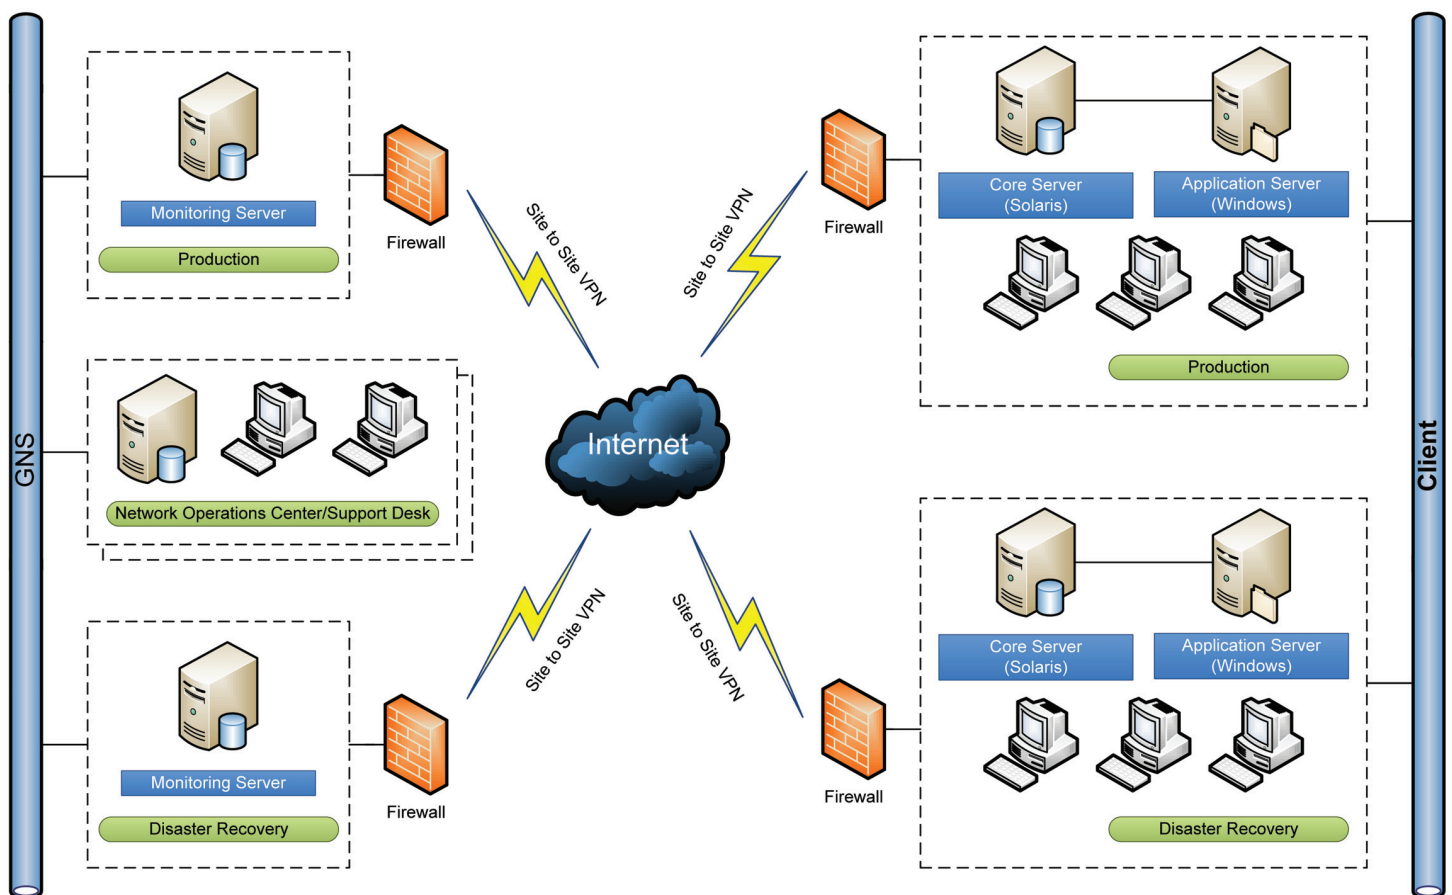 GNS
Monitoring Server
Production
Firewall
Site to Site VPN
Network Operations Center/Support Desk
Monitoring Server
Disaster Recovery
Firewall
Site to Site VPN
Internet
Site to Site VPN
Firewall
Core Server
(Solaris)
Application Server
(Windows)
Production
Site to Site VPN
Firewall
Core Server
(Solaris)
Application Server
(Windows)
Disaster Recovery
Client